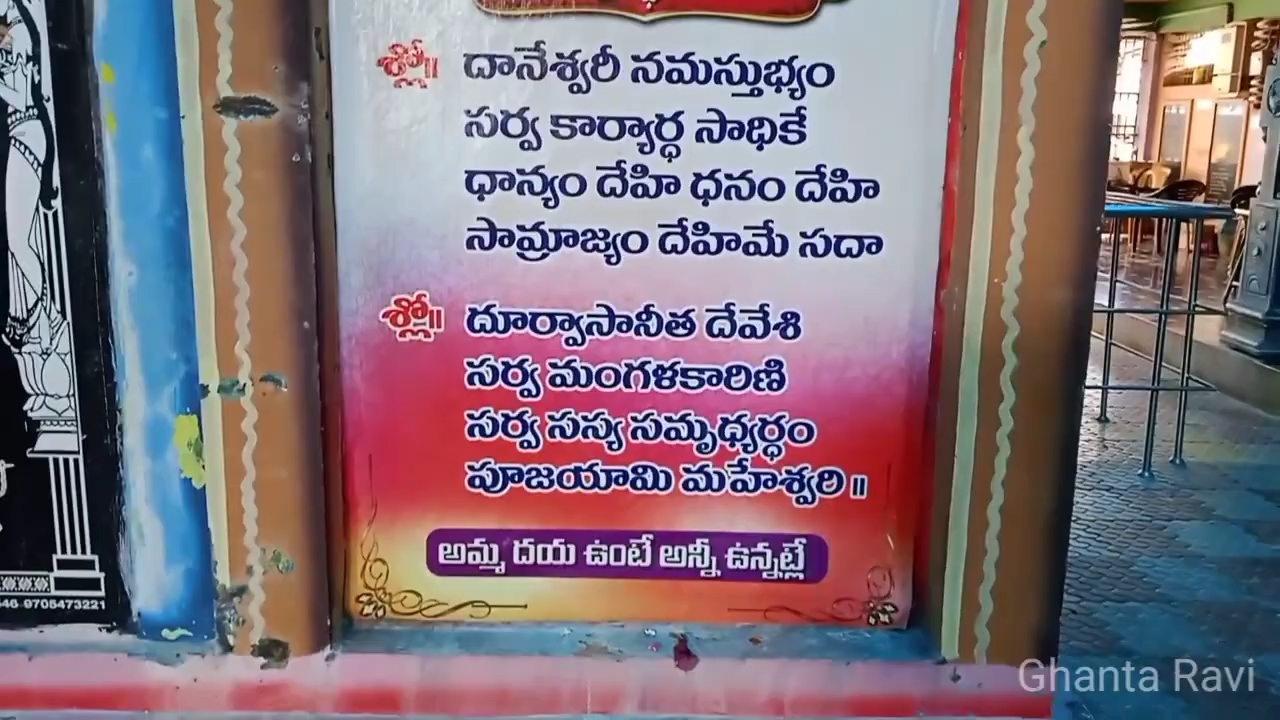 శ్లో॥ దానేశ్వరీ నమస్తుభ్యం
సర్వ కార్యార్ధ సాధికే
ధాన్యం దేహి ధనం దేహి
సామ్రాజ్యం దేహిమే సదా
శ్లో॥ దూర్వాసానీత దేవేశి
సర్వ మంగళకారిణి
సర్వ సస్య సమృధ్యర్ధం
పూజయామి మహేశ్వరి॥
అమ్మ దయ ఉంటే అన్నీ ఉన్నట్లే
9705473221
Ghanta Ravi